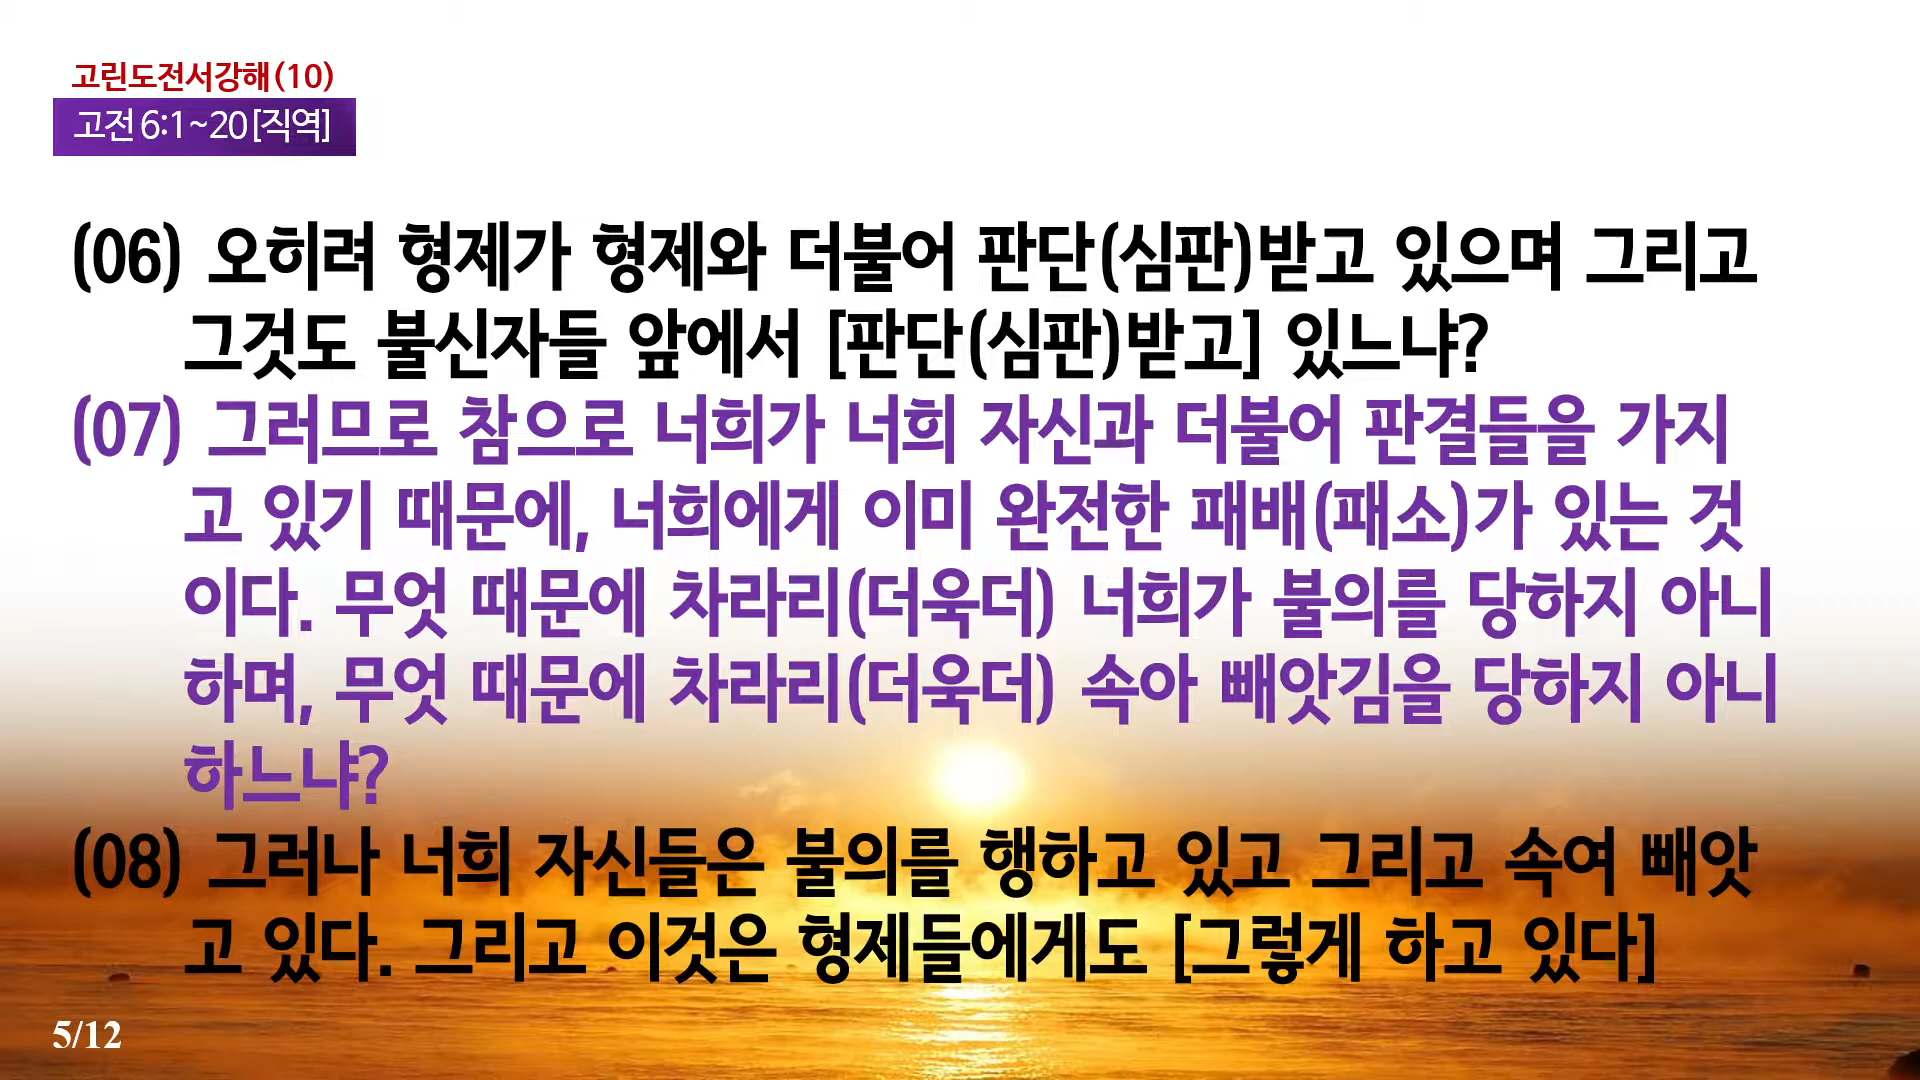 고린도전서강해(10)
고전 6:1~20[직역]
(06) 오히려 형제가 형제와 더불어 판단(심판)받고 있으며 그리고
그것도 불신자들 앞에서 [판단(심판)받고] 있느냐?
(07) 그러므로 참으로 너희가 너희 자신과 더불어 판결들을 가지
고 있기 때문에, 너희에게 이미 완전한 패배(패소)가 있는 것
이다. 무엇 때문에 차라리(더욱더) 너희가 불의를 당하지 아니
하며, 무엇 때문에 차라리(더욱더) 속아 빼앗김을 당하지 아니
하느냐?
(08) 그러나 너희 자신들은 불의를 행하고 있고 그리고 속여 빼앗
고 있다. 그리고 이것은 형제들에게도 [그렇게 하고 있다]
5/12